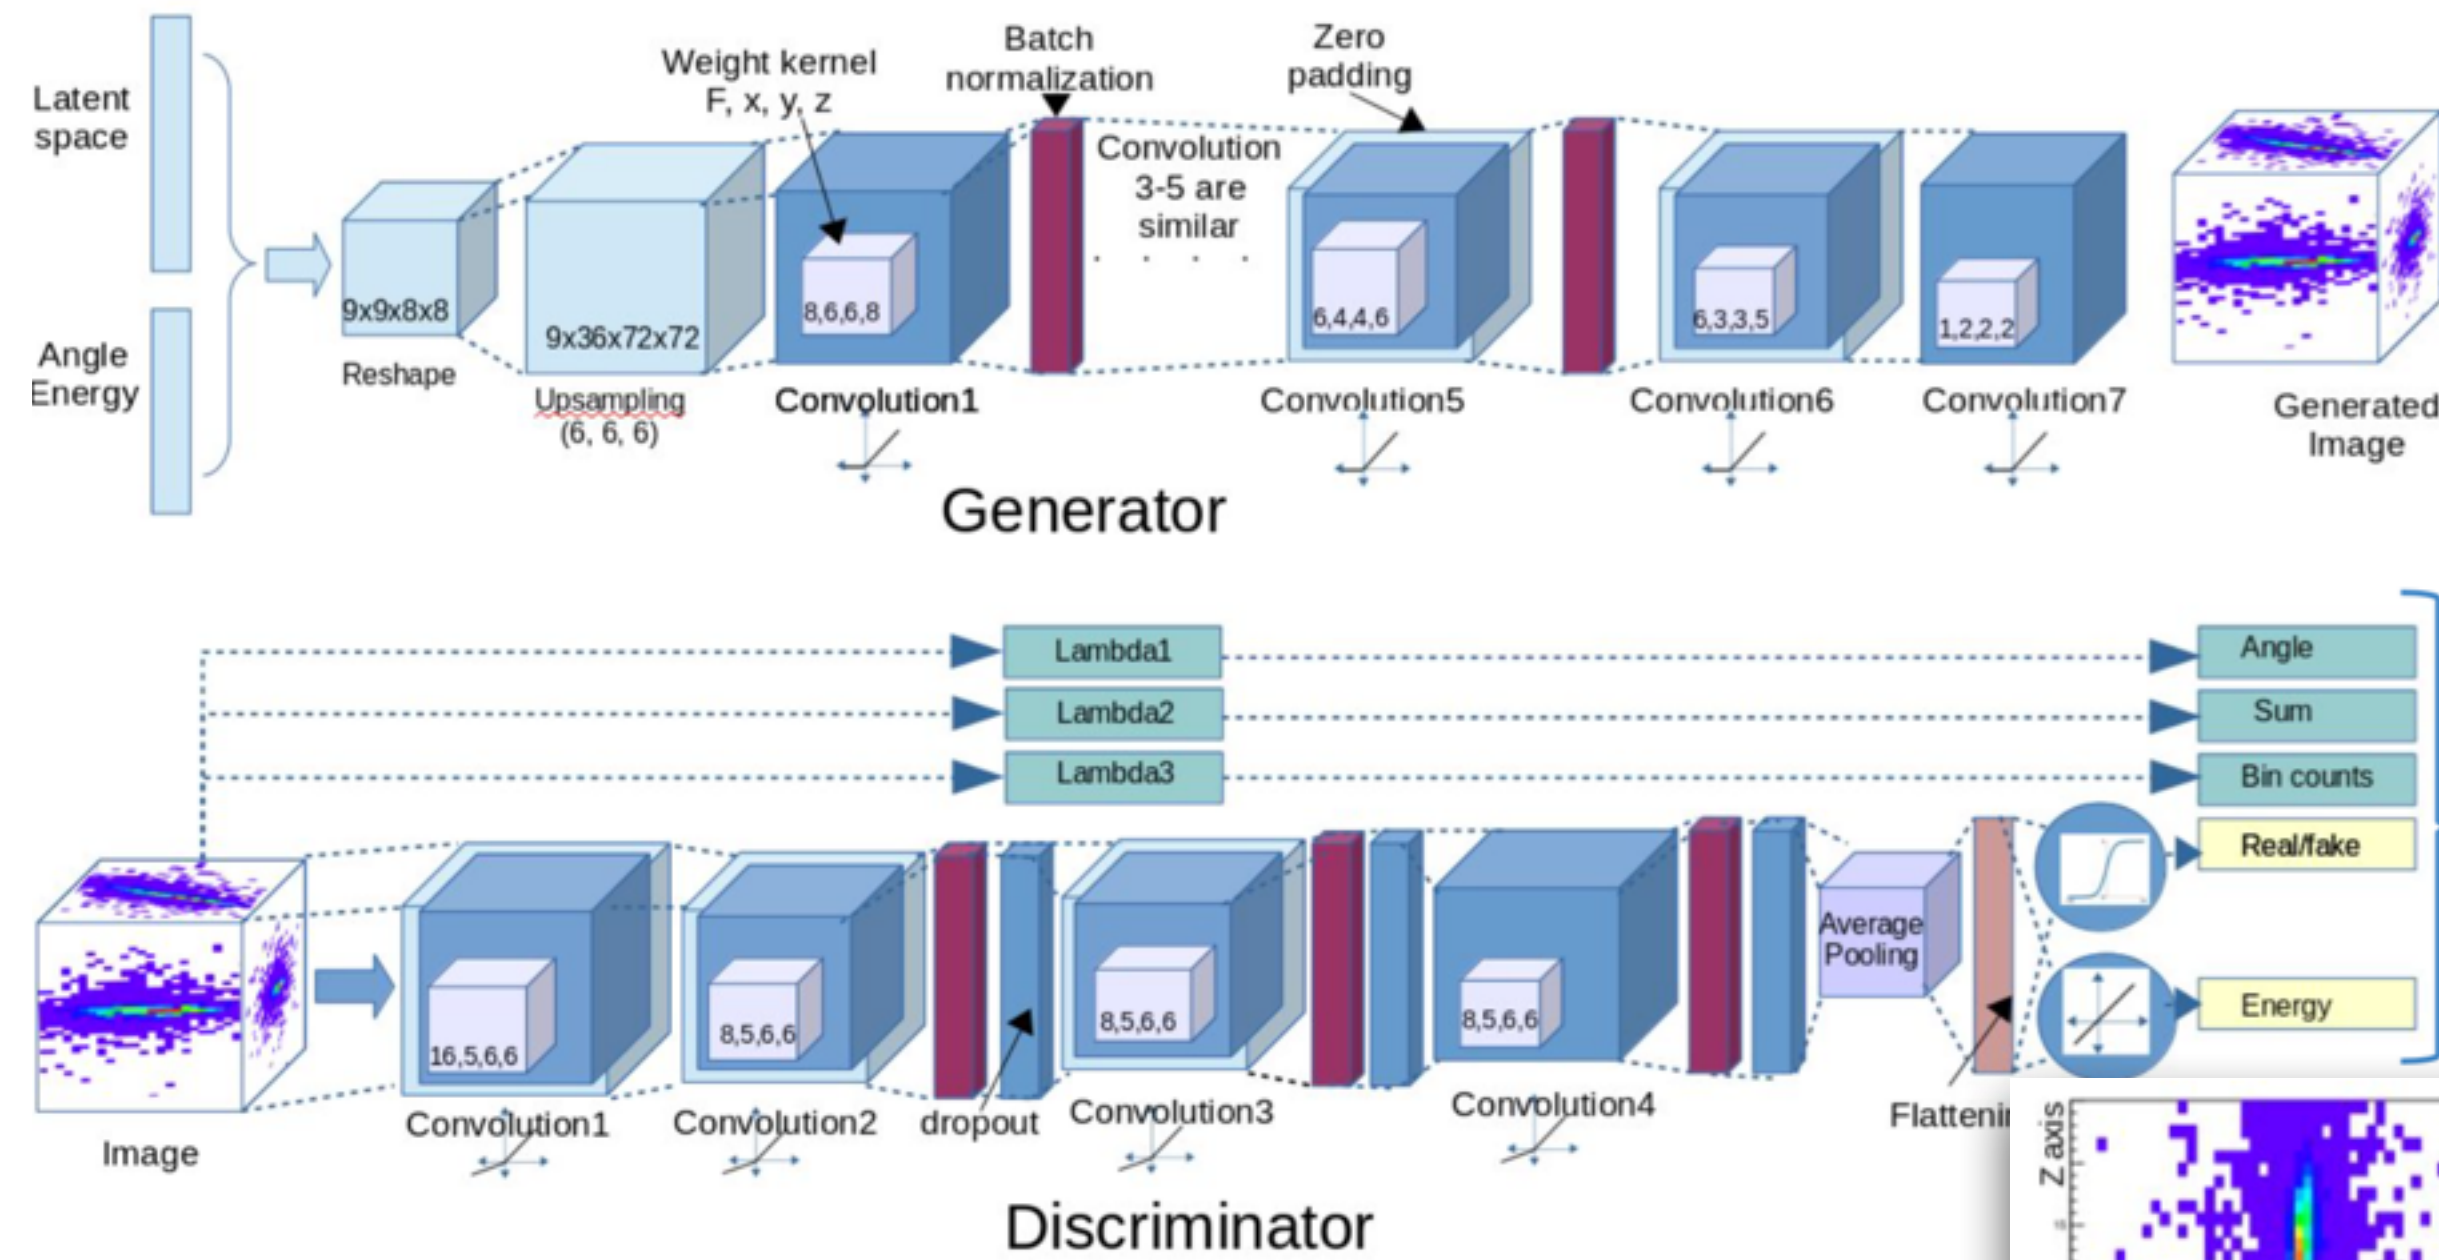 Latent
space
Angle
Energy
9x9x8x8
Reshape
9x36x72x72
Upsampling
(6, 6, 6)
Weight kernel
F, x, y, z
8,6,6,8
Convolution1
Batch
normalization
Convolution
3-5 are
similar
. . . .
Zero
padding
6,4,4,6
Convolution5
6,3,3,5
Convolution6
1,2,2,2
Convolution7
Generated
Image
Generator
Lambda1
Lambda2
Lambda3
Angle
Sum
Bin counts
Real/fake
Energy
Image
16,5,6,6
Convolution1
8,5,6,6
Convolution2
dropout
8,5,6,6
Convolution3
8,5,6,6
Convolution4
Average
Pooling
Flattenin
Discriminator
Z axis